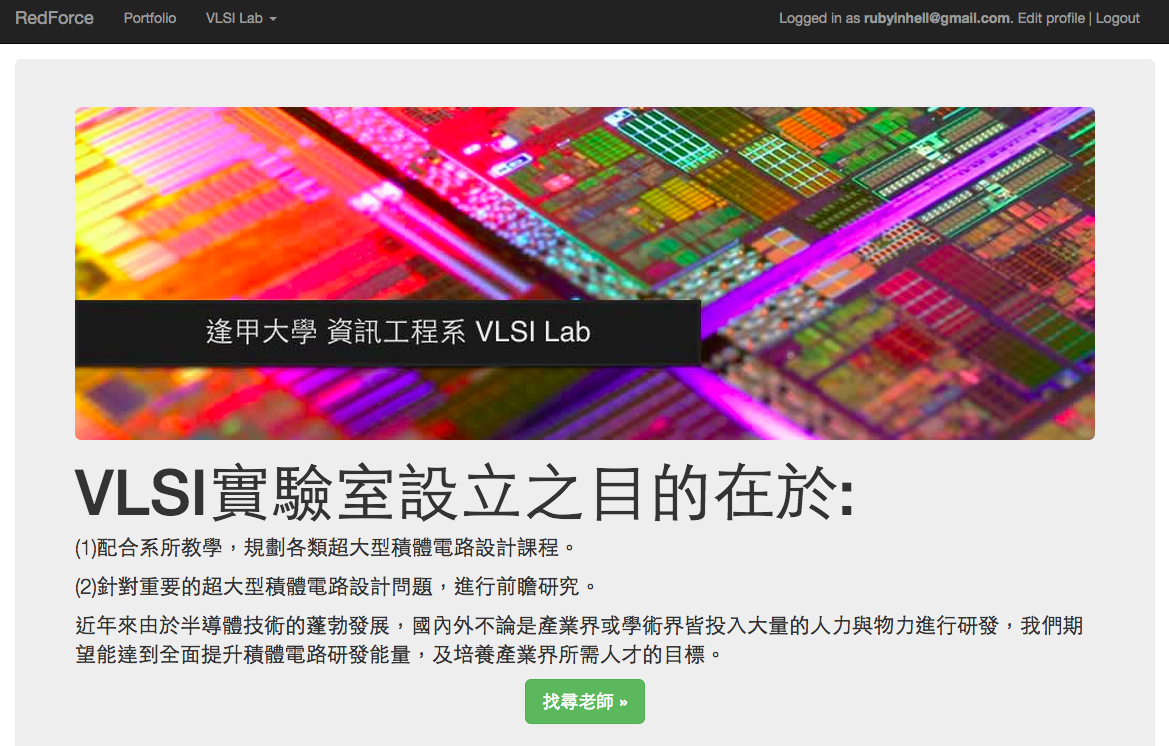 RedForce Portfolio VLSI Lab Logged in as rubyinhell@gmail.com. Edit profile | Logout
逢甲大學 資訊工程系 VLSI Lab
VLSI實驗室設立之目的在於:
(1)配合系所教學，規劃各類超大型積體電路設計課程。
(2)針對重要的超大型積體電路設計問題，進行前瞻研究。
近年來由於半導體技術的蓬勃發展，國內外不論是產業界或學術界皆投入大量的人力與物力進行研發，我們期
望能達到全面提升積體電路研發能量，及培養產業界所需人才的目標。
找尋老師 »